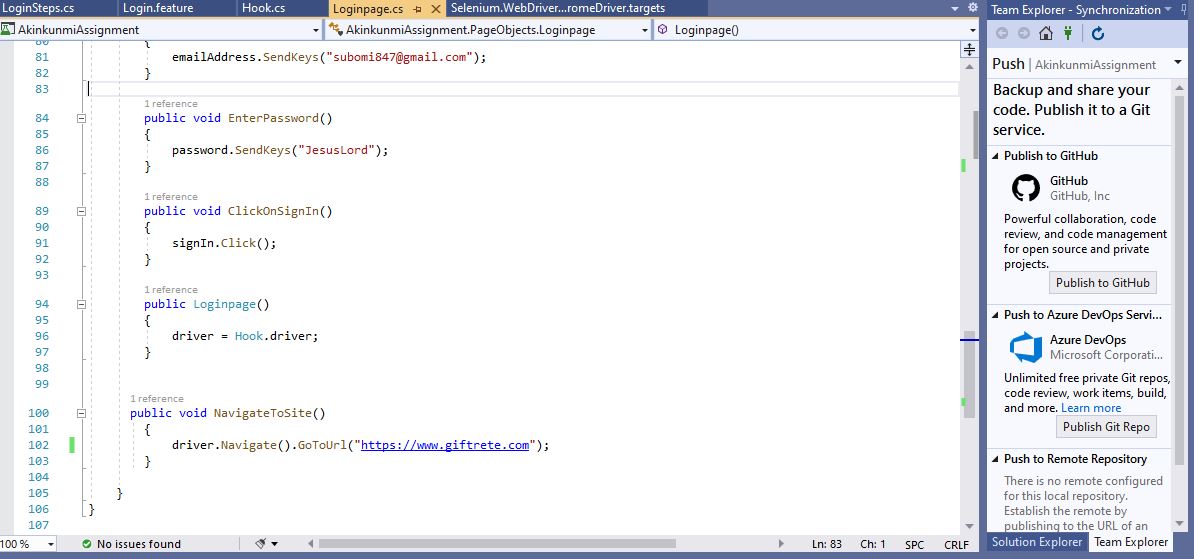 LoginSteps.cs Login.feature Hook.cs Loginpage.cs Selenium.WebDriver...romeDriver.targets
AkinkunmiAssignment AkinkunmiAssignment.PageObjects.Loginpage Loginpage()
80 {
81 emailAddress.SendKeys("subomi847@gmail.com");
82 }
83
1 reference
84 public void EnterPassword()
85 {
86 password.SendKeys("JesusLord");
87 }
88
1 reference
89 public void ClickOnSignIn()
90 {
91 signIn.Click();
92 }
93
1 reference
94 public Loginpage()
95 {
96 driver = Hook.driver;
97 }
98
99
1 reference
100 public void NavigateToSite()
101 {
102 driver.Navigate().GoToUrl("https://www.giftrete.com");
103 }
104
105 }
106 }
107
100 % No issues found Ln: 83 Ch: 1 SPC CRLF
Team Explorer - Synchronization
Push | AkinkunmiAssignment
Backup and share your
code. Publish it to a Git
service.
Publish to GitHub
GitHub
GitHub, Inc
Powerful collaboration, code
review, and code management
for open source and private
projects.
Publish to GitHub
Push to Azure DevOps Servi...
Azure DevOps
Microsoft Corporati...
Unlimited free private Git repos,
code review, work items, build,
and more. Learn more
Publish Git Repo
Push to Remote Repository
There is no remote configured
for this local repository.
Establish the remote by
publishing to the URL of an
Solution Explorer Team Explorer